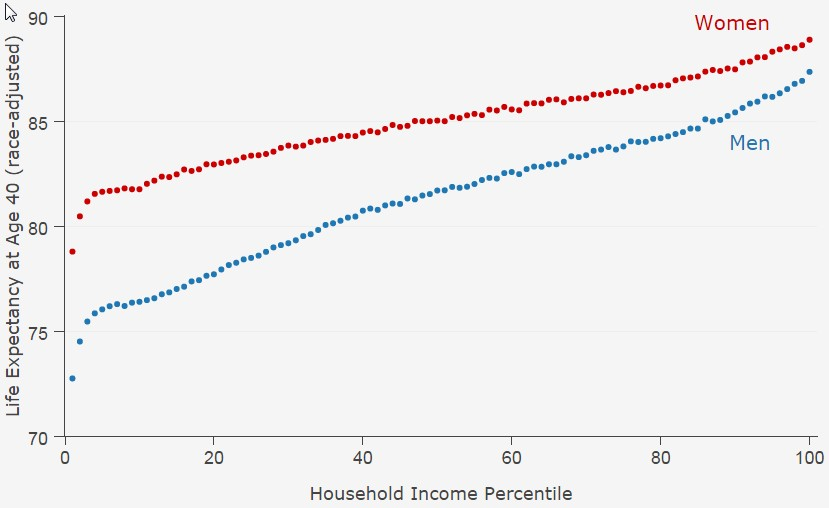 90
Women
85
Men
80
75
70
0 20 40 60 80 100
Household Income Percentile
Life Expectancy at Age 40 (race-adjusted)